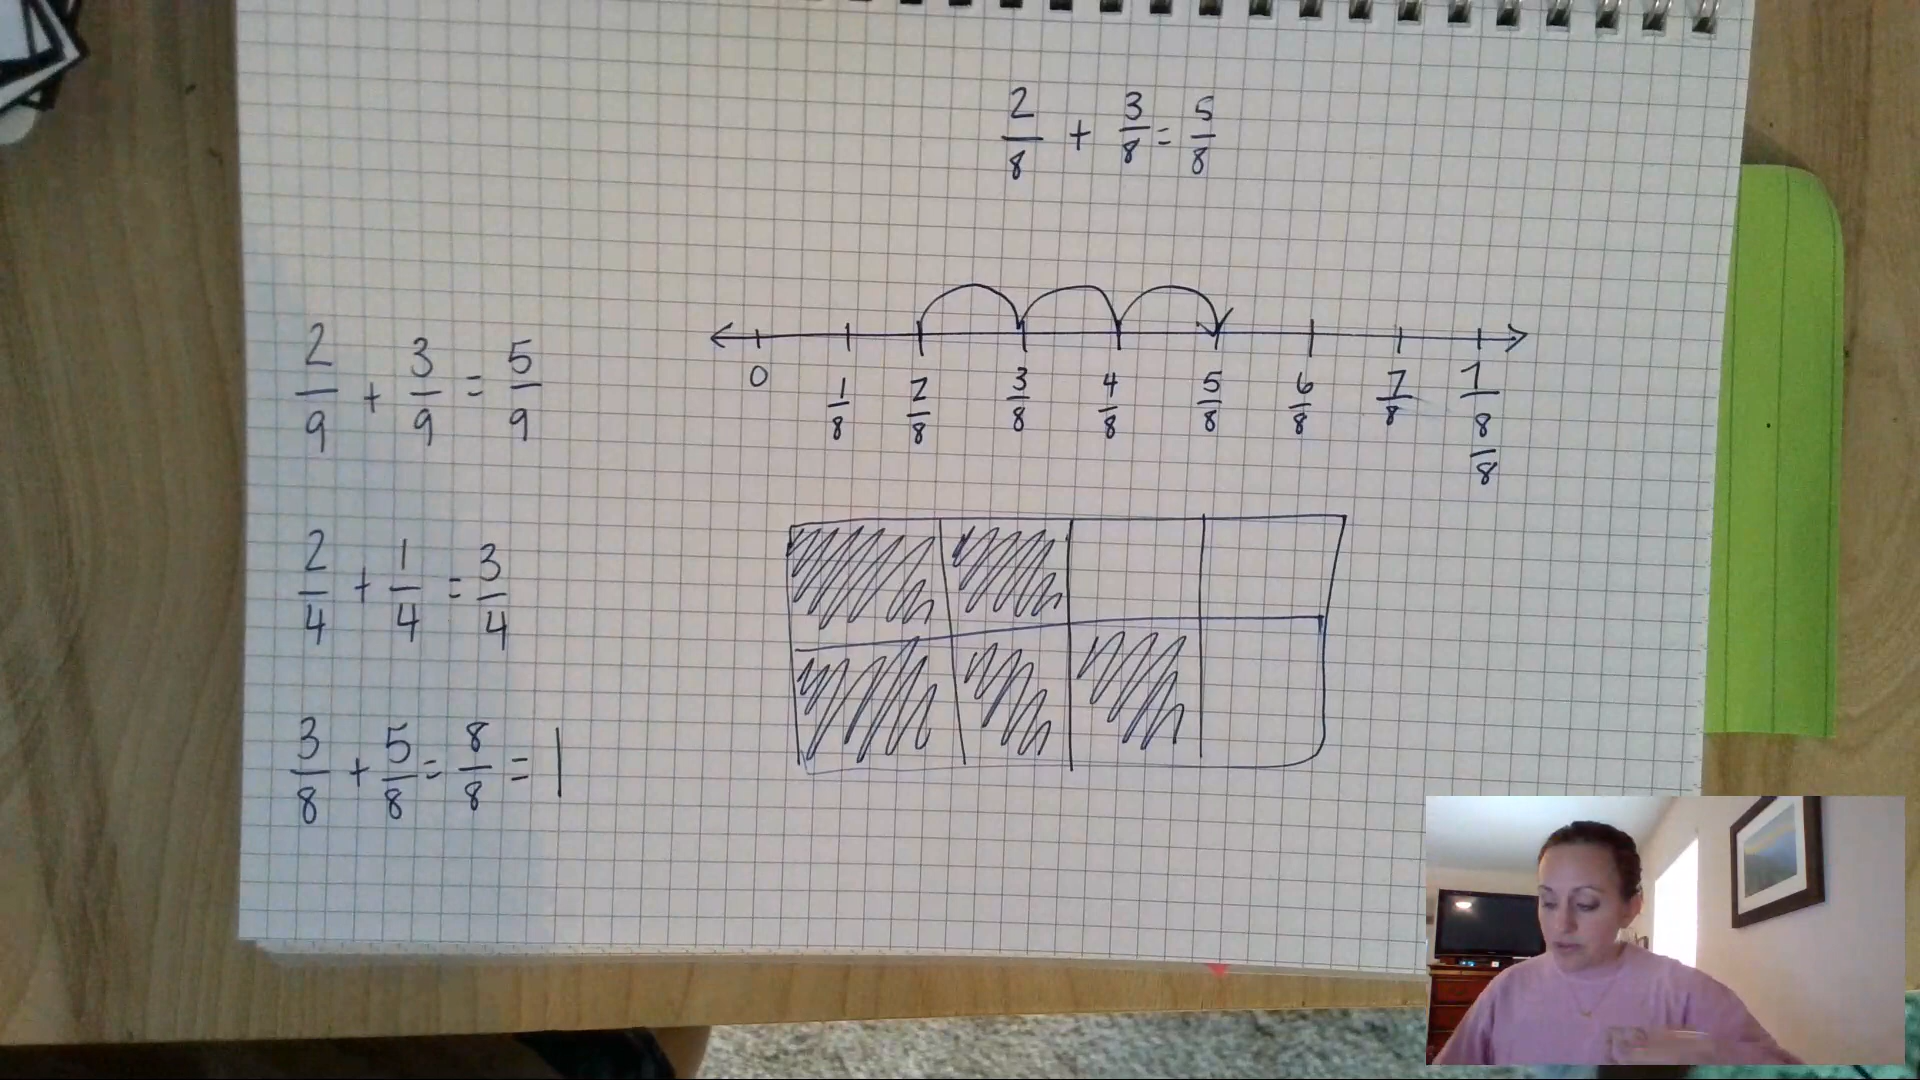 2/8 + 3/8 = 5/8
0 1/8 2/8 3/8 4/8 5/8 6/8 7/8 1 8/8
2/9 + 3/9 = 5/9
2/4 + 1/4 = 3/4
3/8 + 5/8 = 8/8 = 1